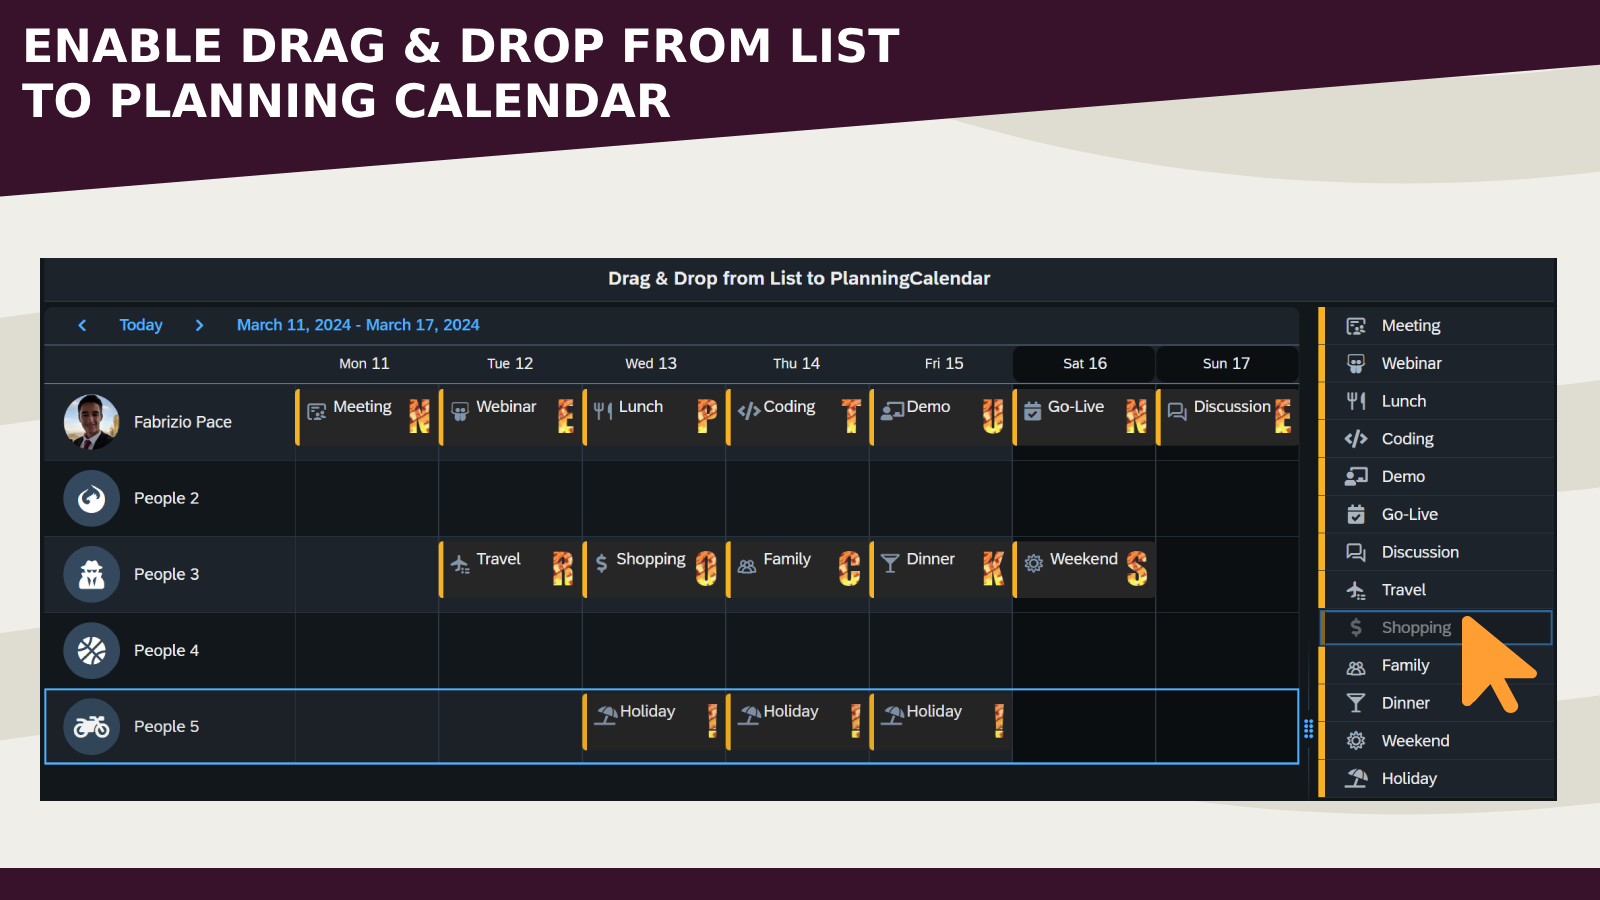 ENABLE DRAG & DROP FROM LIST
TO PLANNING CALENDAR
Drag & Drop from List to PlanningCalendar
Today March 11, 2024 - March 17, 2024
Mon 11 Tue 12 Wed 13 Thu 14 Fri 15 Sat 16 Sun 17
Fabrizio Pace Meeting N Webinar E Lunch P Coding T Demo U Go-Live N Discussion E
People 2
People 3 Travel R Shopping O Family C Dinner K Weekend S
People 4
People 5 Holiday ! Holiday ! Holiday !
Meeting
Webinar
Lunch
Coding
Demo
Go-Live
Discussion
Travel
Shopping
Family
Dinner
Weekend
Holiday